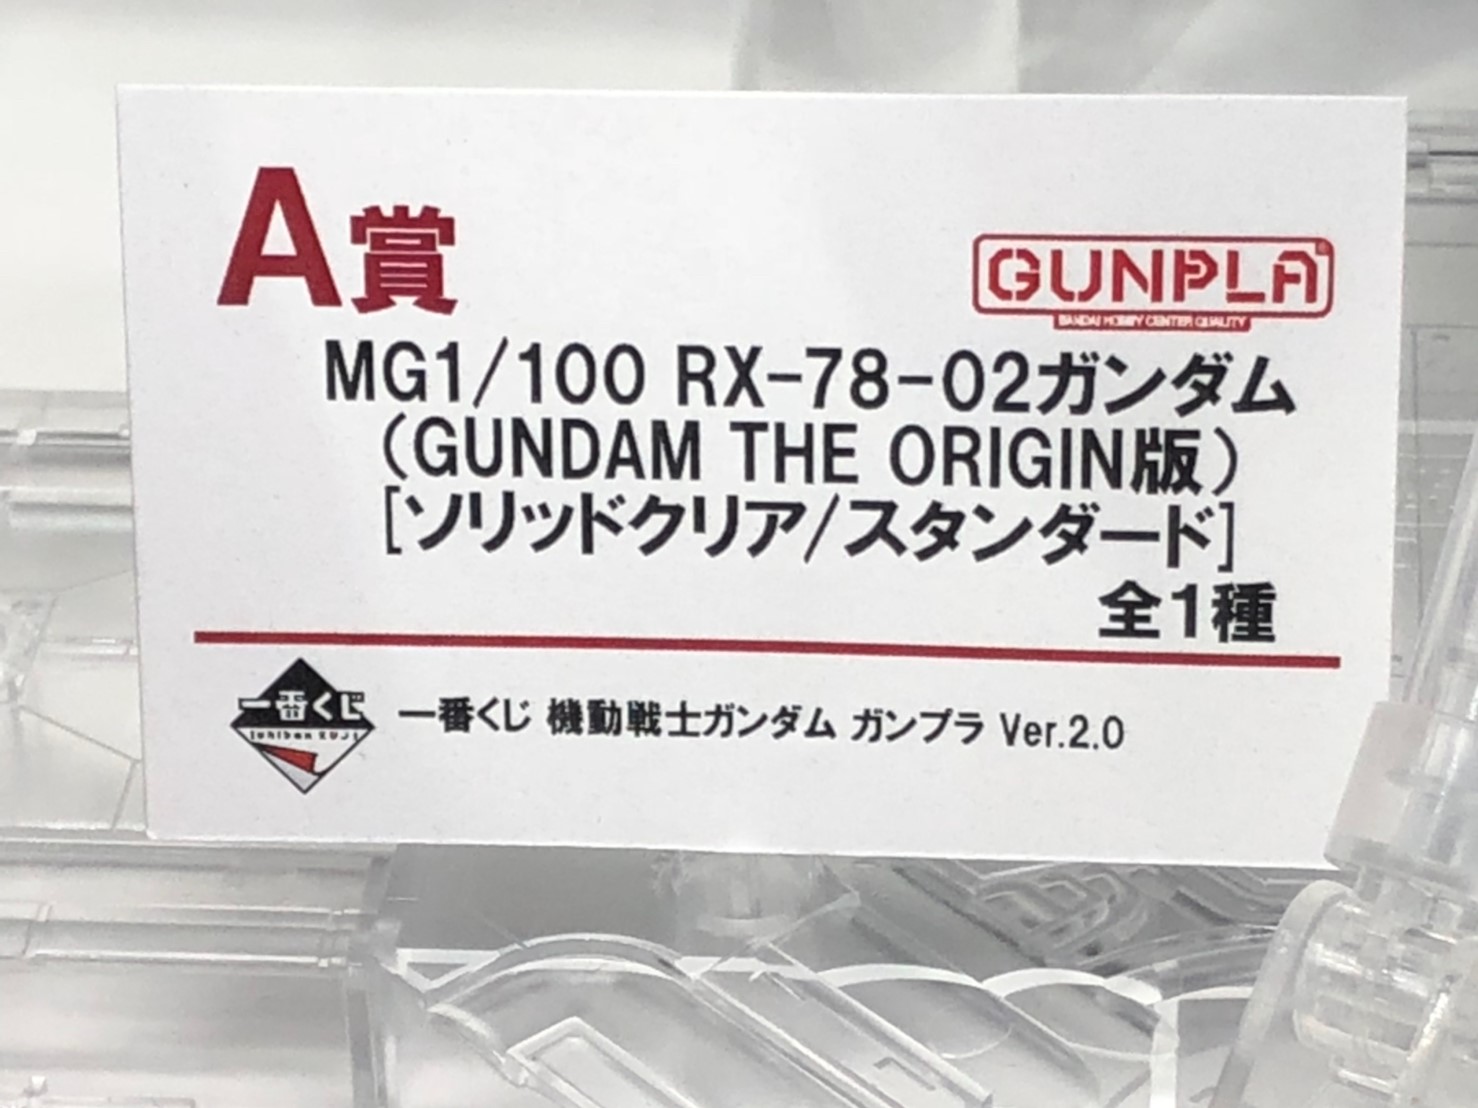 A賞
GUNPLA
BANDAI HOBBY CENTER QUALITY
MG1/100 RX-78-02ガンダム
（GUNDAM THE ORIGIN版）
[ソリッドクリア/スタンダード]
全1種
一番くじ
Ichiban KUJI
一番くじ 機動戦士ガンダム ガンプラ Ver.2.0